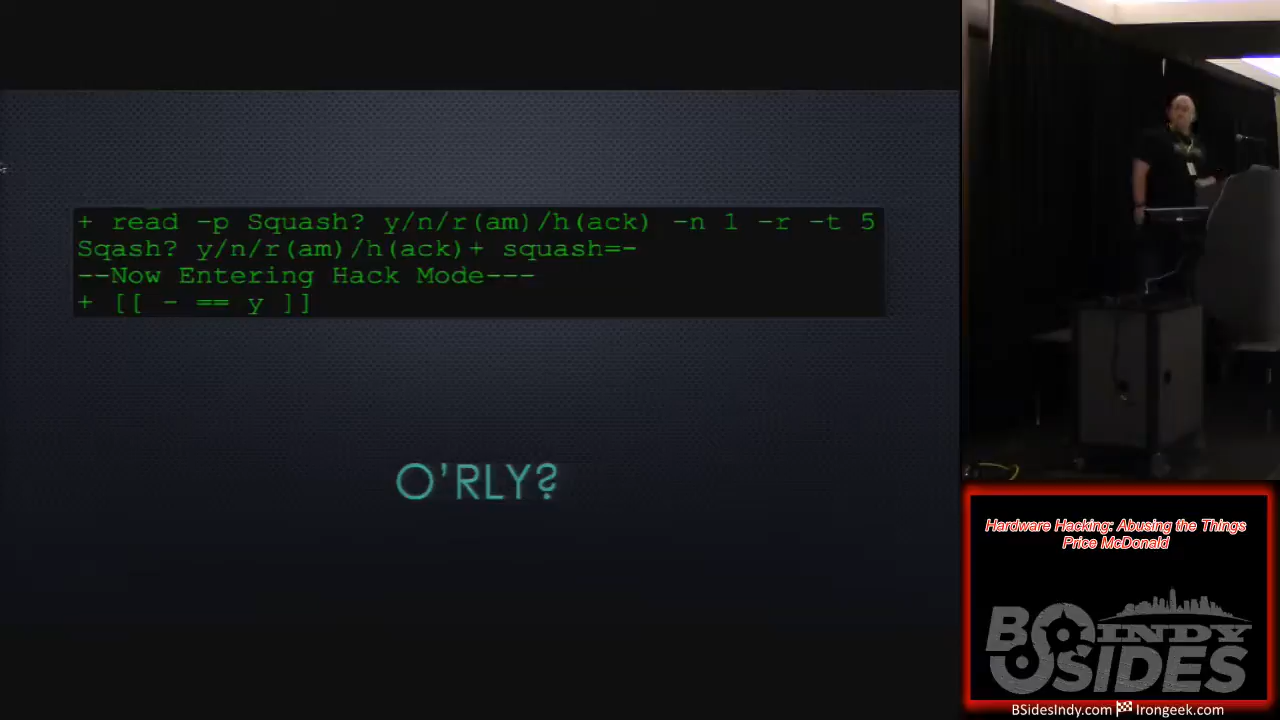 + read -p Squash? y/n/r(am)/h(ack) -n 1 -r -t 5
Sqash? y/n/r(am)/h(ack)+ squash=-
--Now Entering Hack Mode---
+ [[ - == y ]]
O'RLY?
Hardware Hacking: Abusing the Things
Price McDonald
BSIDES INDY
BSidesIndy.com Irongeek.com